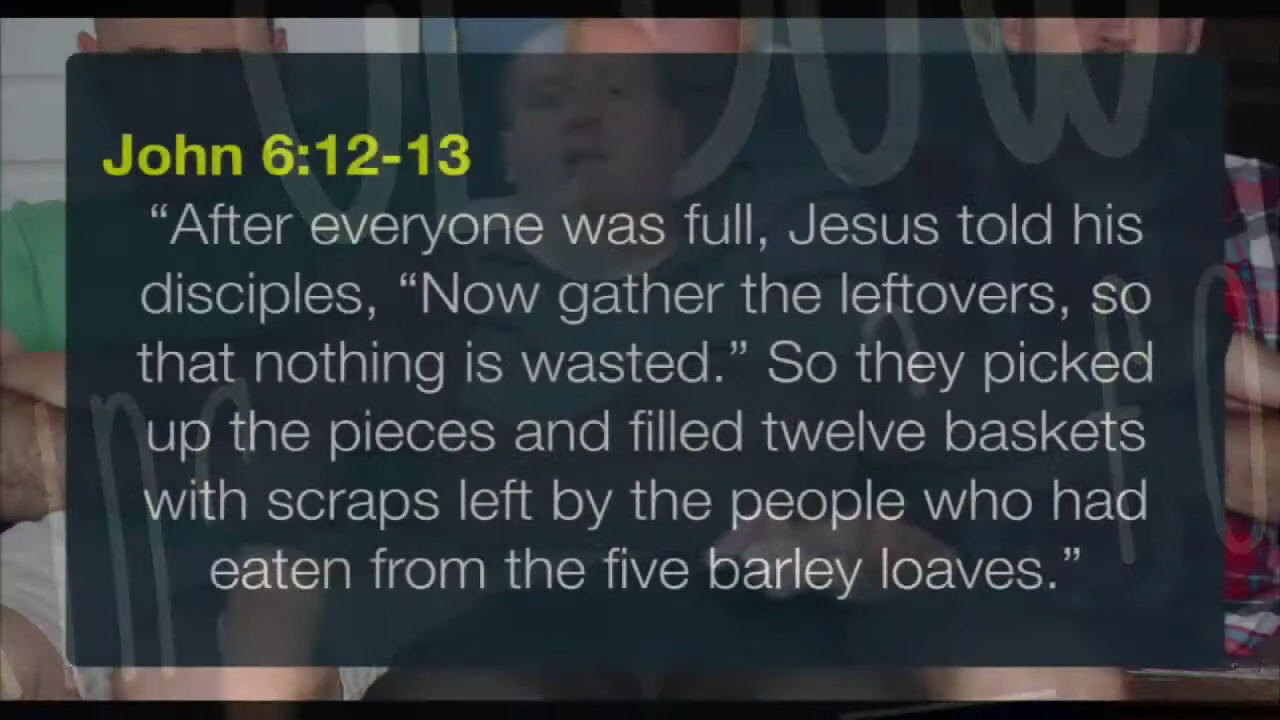 John 6:12-13
“After everyone was full, Jesus told his
disciples, “Now gather the leftovers, so
that nothing is wasted.” So they picked
up the pieces and filled twelve baskets
with scraps left by the people who had
eaten from the five barley loaves.”